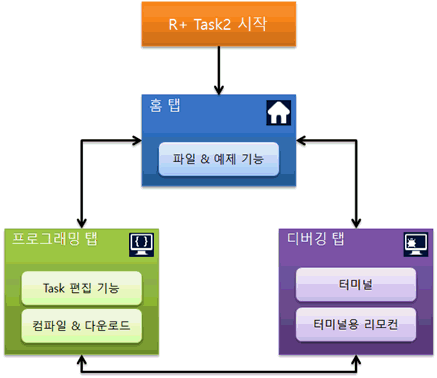 R+ Task2 시작
홈 탭
파일 & 예제 기능
프로그래밍 탭
{ }
Task 편집 기능
컴파일 & 다운로드
디버깅 탭
터미널
터미널용 리모컨